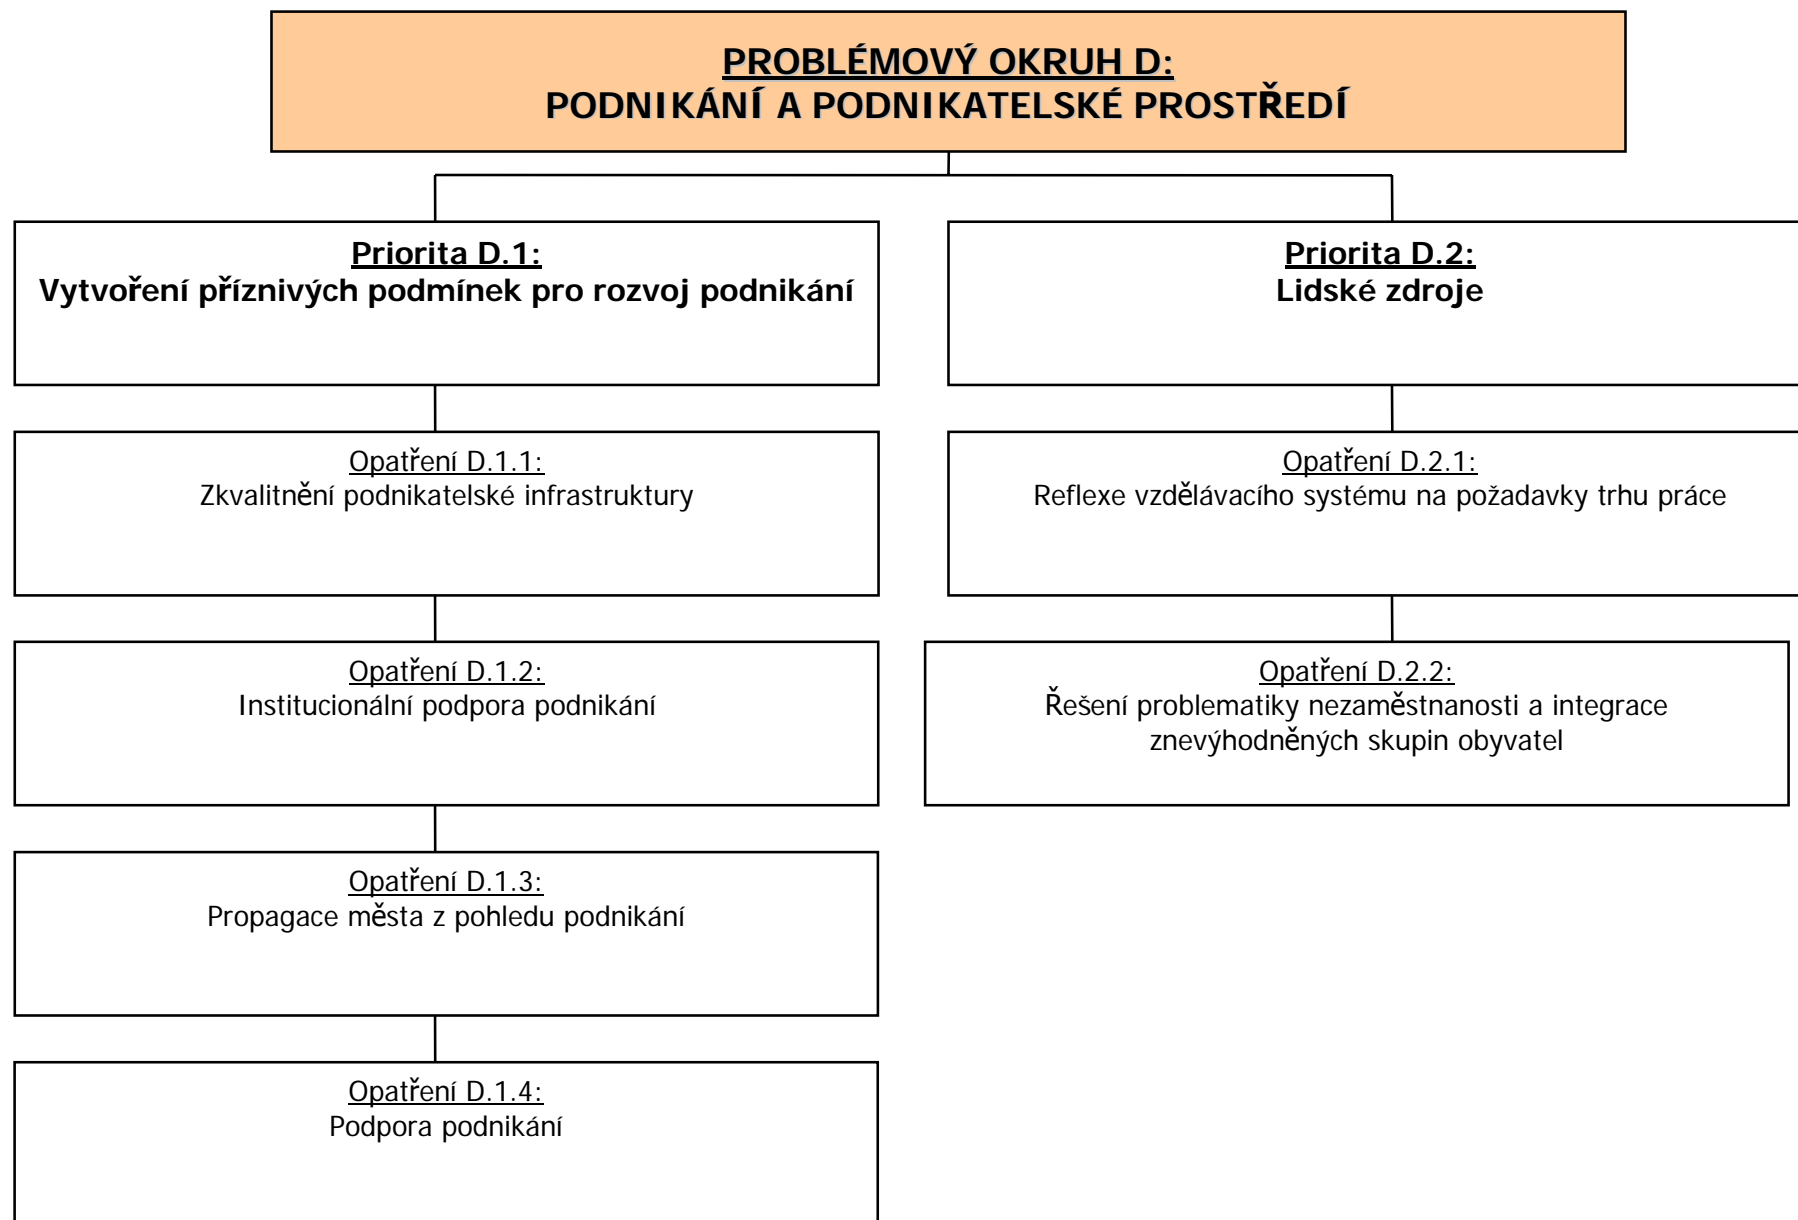 PROBLÉMOVÝ OKRUH D:
PODNIKÁNÍ A PODNIKATELSKÉ PROSTŘEDÍ
Priorita D.1:
Vytvoření příznivých podmínek pro rozvoj podnikání
Opatření D.1.1:
Zkvalitnění podnikatelské infrastruktury
Opatření D.1.2:
Institucionální podpora podnikání
Opatření D.1.3:
Propagace města z pohledu podnikání
Opatření D.1.4:
Podpora podnikání
Priorita D.2:
Lidské zdroje
Opatření D.2.1:
Reflexe vzdělávacího systému na požadavky trhu práce
Opatření D.2.2:
Řešení problematiky nezaměstnanosti a integrace
znevýhodněných skupin obyvatel